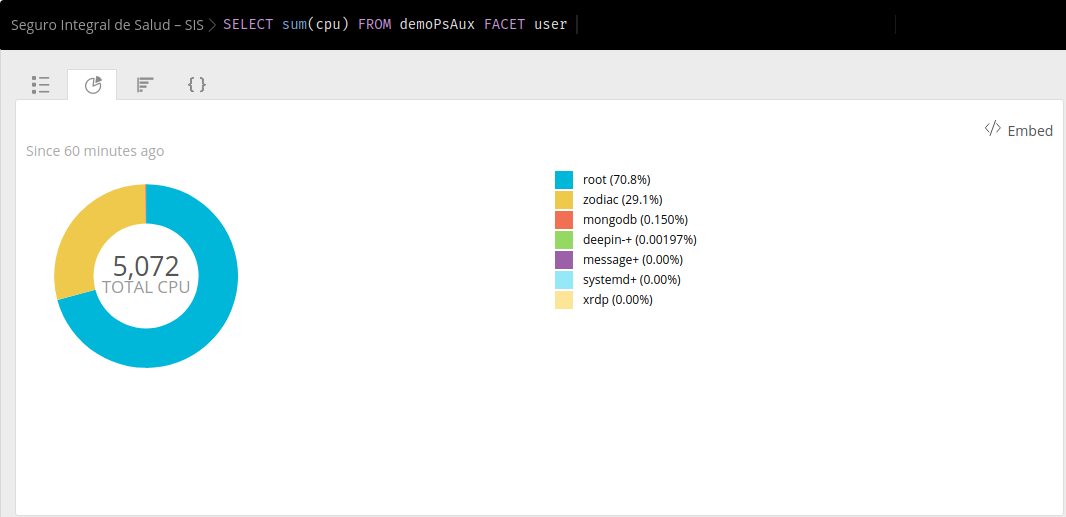 Seguro Integral de Salud – SIS > SELECT sum(cpu) FROM demoPsAux FACET user
{ }
</> Embed
Since 60 minutes ago
5,072
TOTAL CPU
root (70.8%)
zodiac (29.1%)
mongodb (0.150%)
deepin-+ (0.00197%)
message+ (0.00%)
systemd+ (0.00%)
xrdp (0.00%)